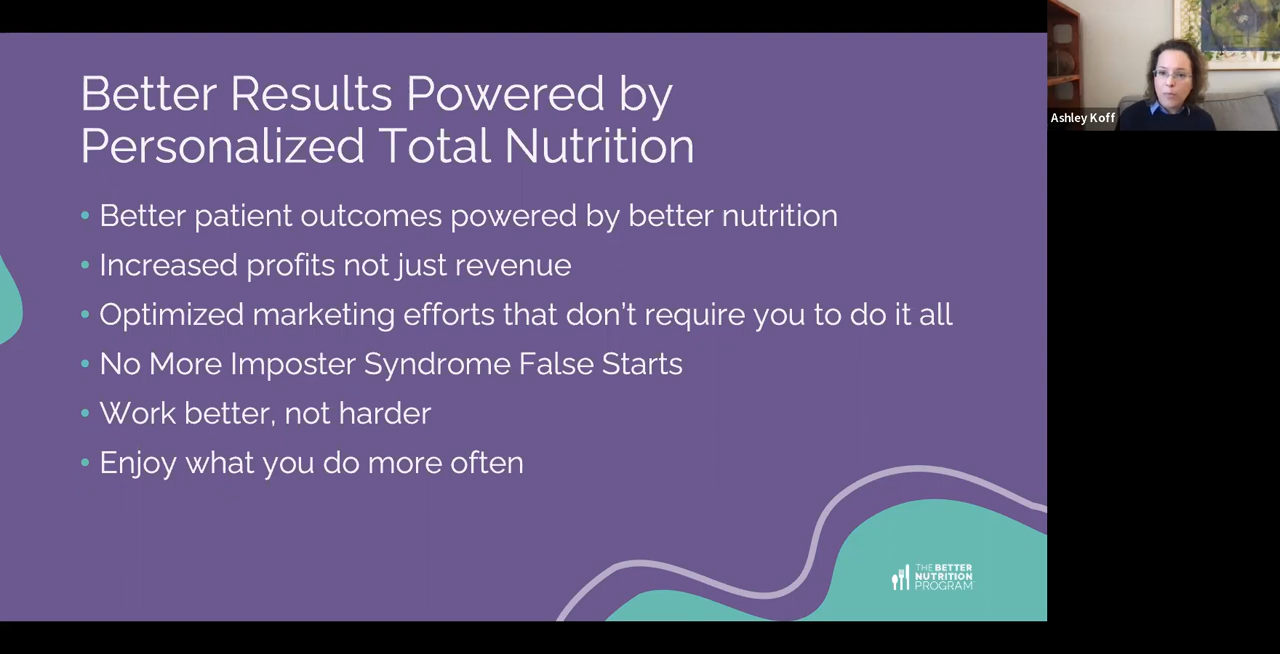 Better Results Powered by
Personalized Total Nutrition
• Better patient outcomes powered by better nutrition
• Increased profits not just revenue
• Optimized marketing efforts that don’t require you to do it all
• No More Imposter Syndrome False Starts
• Work better, not harder
• Enjoy what you do more often
THE BETTER
NUTRITION
PROGRAM
Ashley Koff